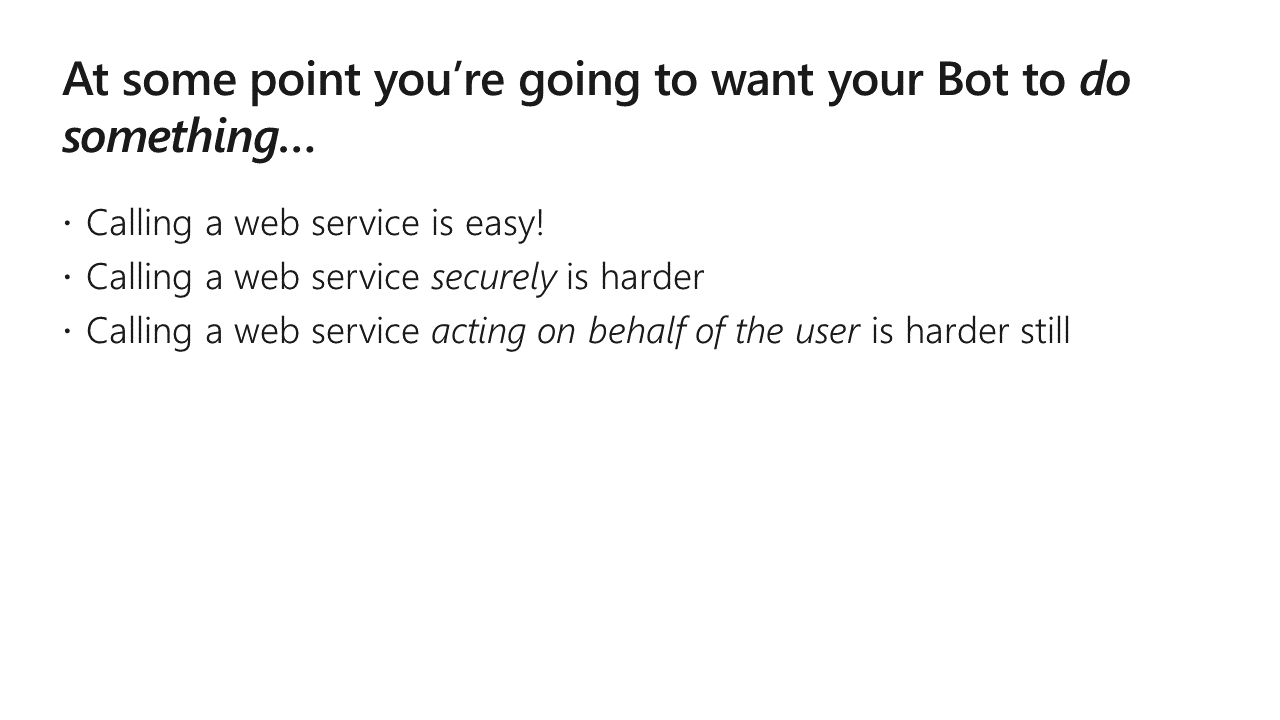 At some point you’re going to want your Bot to do
something…
· Calling a web service is easy!
· Calling a web service securely is harder
· Calling a web service acting on behalf of the user is harder still